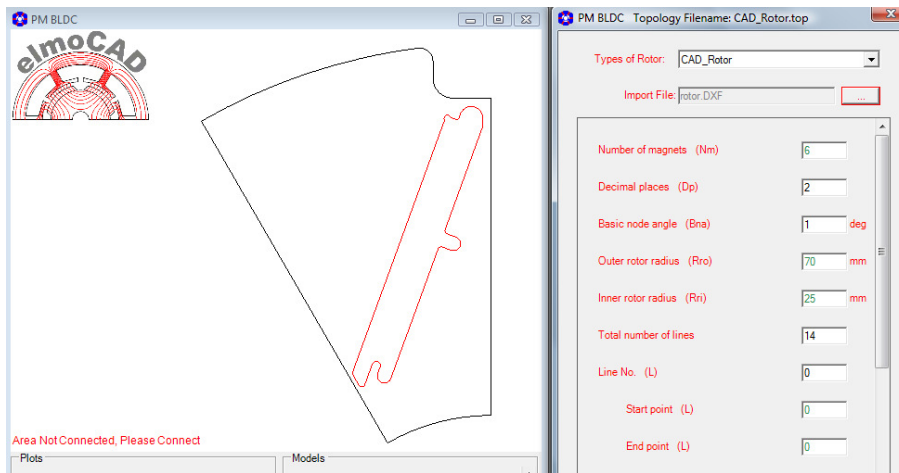 PM BLDC
elmoCAD
Area Not Connected, Please Connect
Plots
Models
PM BLDC Topology Filename: CAD_Rotor.top
Types of Rotor: CAD_Rotor
Import File: rotor.DXF ...
Number of magnets (Nm) 6
Decimal places (Dp) 2
Basic node angle (Bna) 1 deg
Outer rotor radius (Rro) 70 mm
Inner rotor radius (Rri) 25 mm
Total number of lines 14
Line No. (L) 0
Start point (L) 0
End point (L) 0